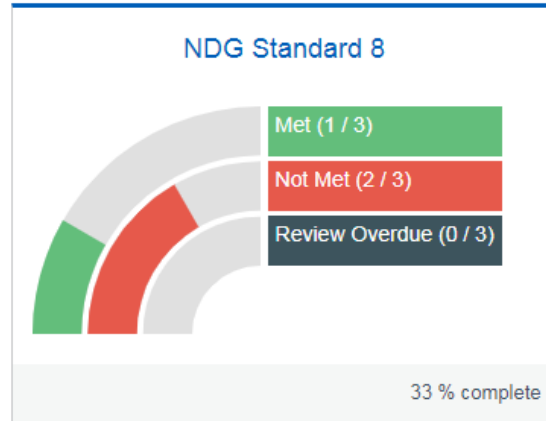 NDG Standard 8
Met (1 / 3)
Not Met (2 / 3)
Review Overdue (0 / 3)
33 % complete